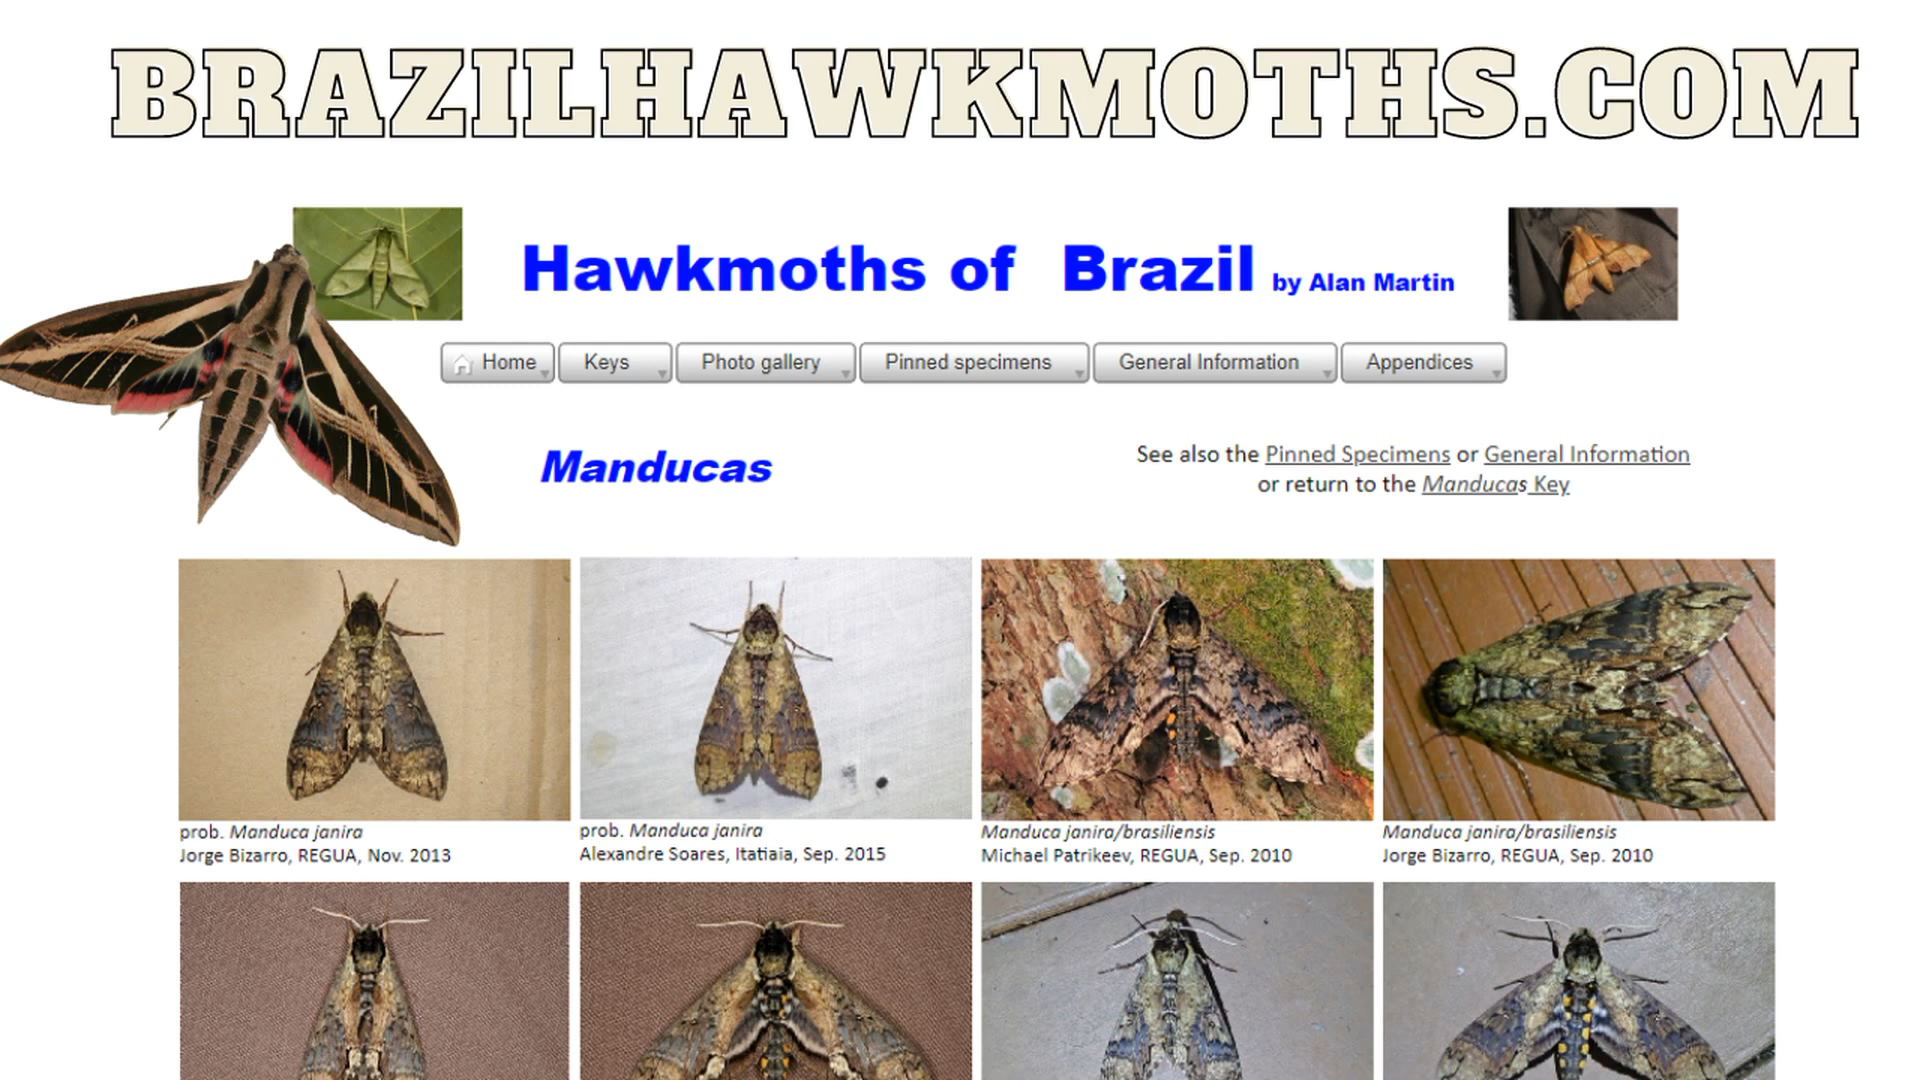 BRAZILHAWKMOTHS.COM
Hawkmoths of Brazil by Alan Martin
Home Keys Photo gallery Pinned specimens General Information Appendices
Manducas
See also the Pinned Specimens or General Information
or return to the Manducas Key
prob. Manduca janira
Jorge Bizarro, REGUA, Nov. 2013
prob. Manduca janira
Alexandre Soares, Itatiaia, Sep. 2015
Manduca janira/brasiliensis
Michael Patrikeev, REGUA, Sep. 2010
Manduca janira/brasiliensis
Jorge Bizarro, REGUA, Sep. 2010